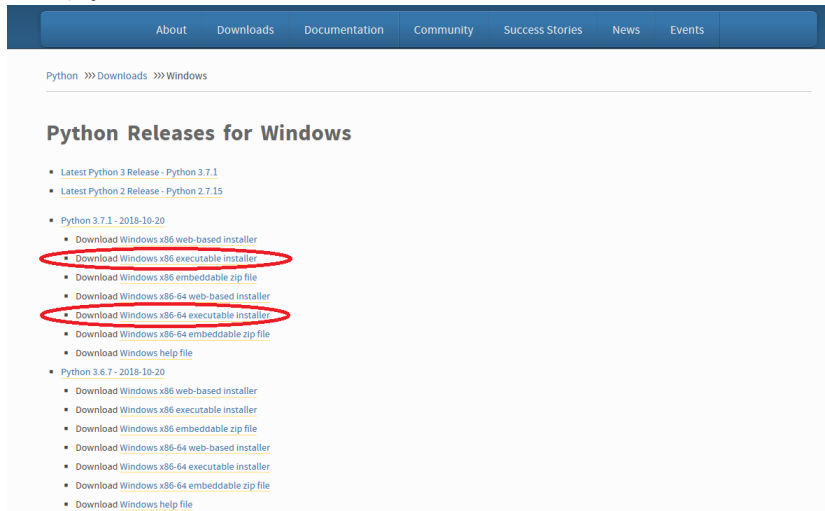 About Downloads Documentation Community Success Stories News Events
Python >>> Downloads >>> Windows
Python Releases for Windows
Latest Python 3 Release - Python 3.7.1
Latest Python 2 Release - Python 2.7.15
Python 3.7.1 - 2018-10-20
Download Windows x86 web-based installer
Download Windows x86 executable installer
Download Windows x86 embeddable zip file
Download Windows x86-64 web-based installer
Download Windows x86-64 executable installer
Download Windows x86-64 embeddable zip file
Download Windows help file
Python 3.6.7 - 2018-10-20
Download Windows x86 web-based installer
Download Windows x86 executable installer
Download Windows x86 embeddable zip file
Download Windows x86-64 web-based installer
Download Windows x86-64 executable installer
Download Windows x86-64 embeddable zip file
Download Windows help file